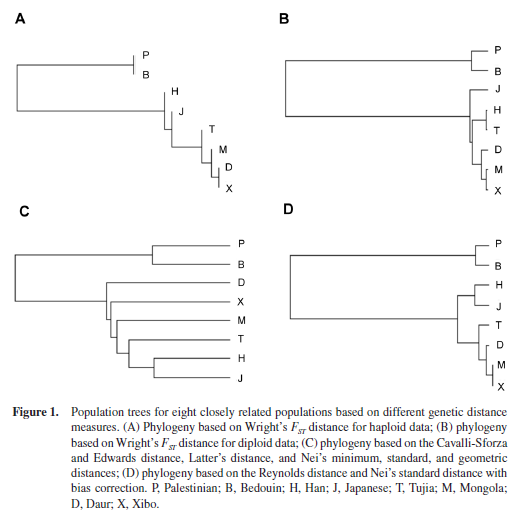 A
P
B
H
J
T
M
D
X
B
P
B
J
H
T
D
M
X
C
P
B
D
X
M
T
H
J
D
P
B
H
J
T
D
M
X
Figure 1. Population trees for eight closely related populations based on different genetic distance
measures. (A) Phylogeny based on Wright's F_ST distance for haploid data; (B) phylogeny
based on Wright's F_ST distance for diploid data; (C) phylogeny based on the Cavalli-Sforza
and Edwards distance, Latter's distance, and Nei's minimum, standard, and geometric
distances; (D) phylogeny based on the Reynolds distance and Nei's standard distance with
bias correction. P, Palestinian; B, Bedouin; H, Han; J, Japanese; T, Tujia; M, Mongola;
D, Daur; X, Xibo.